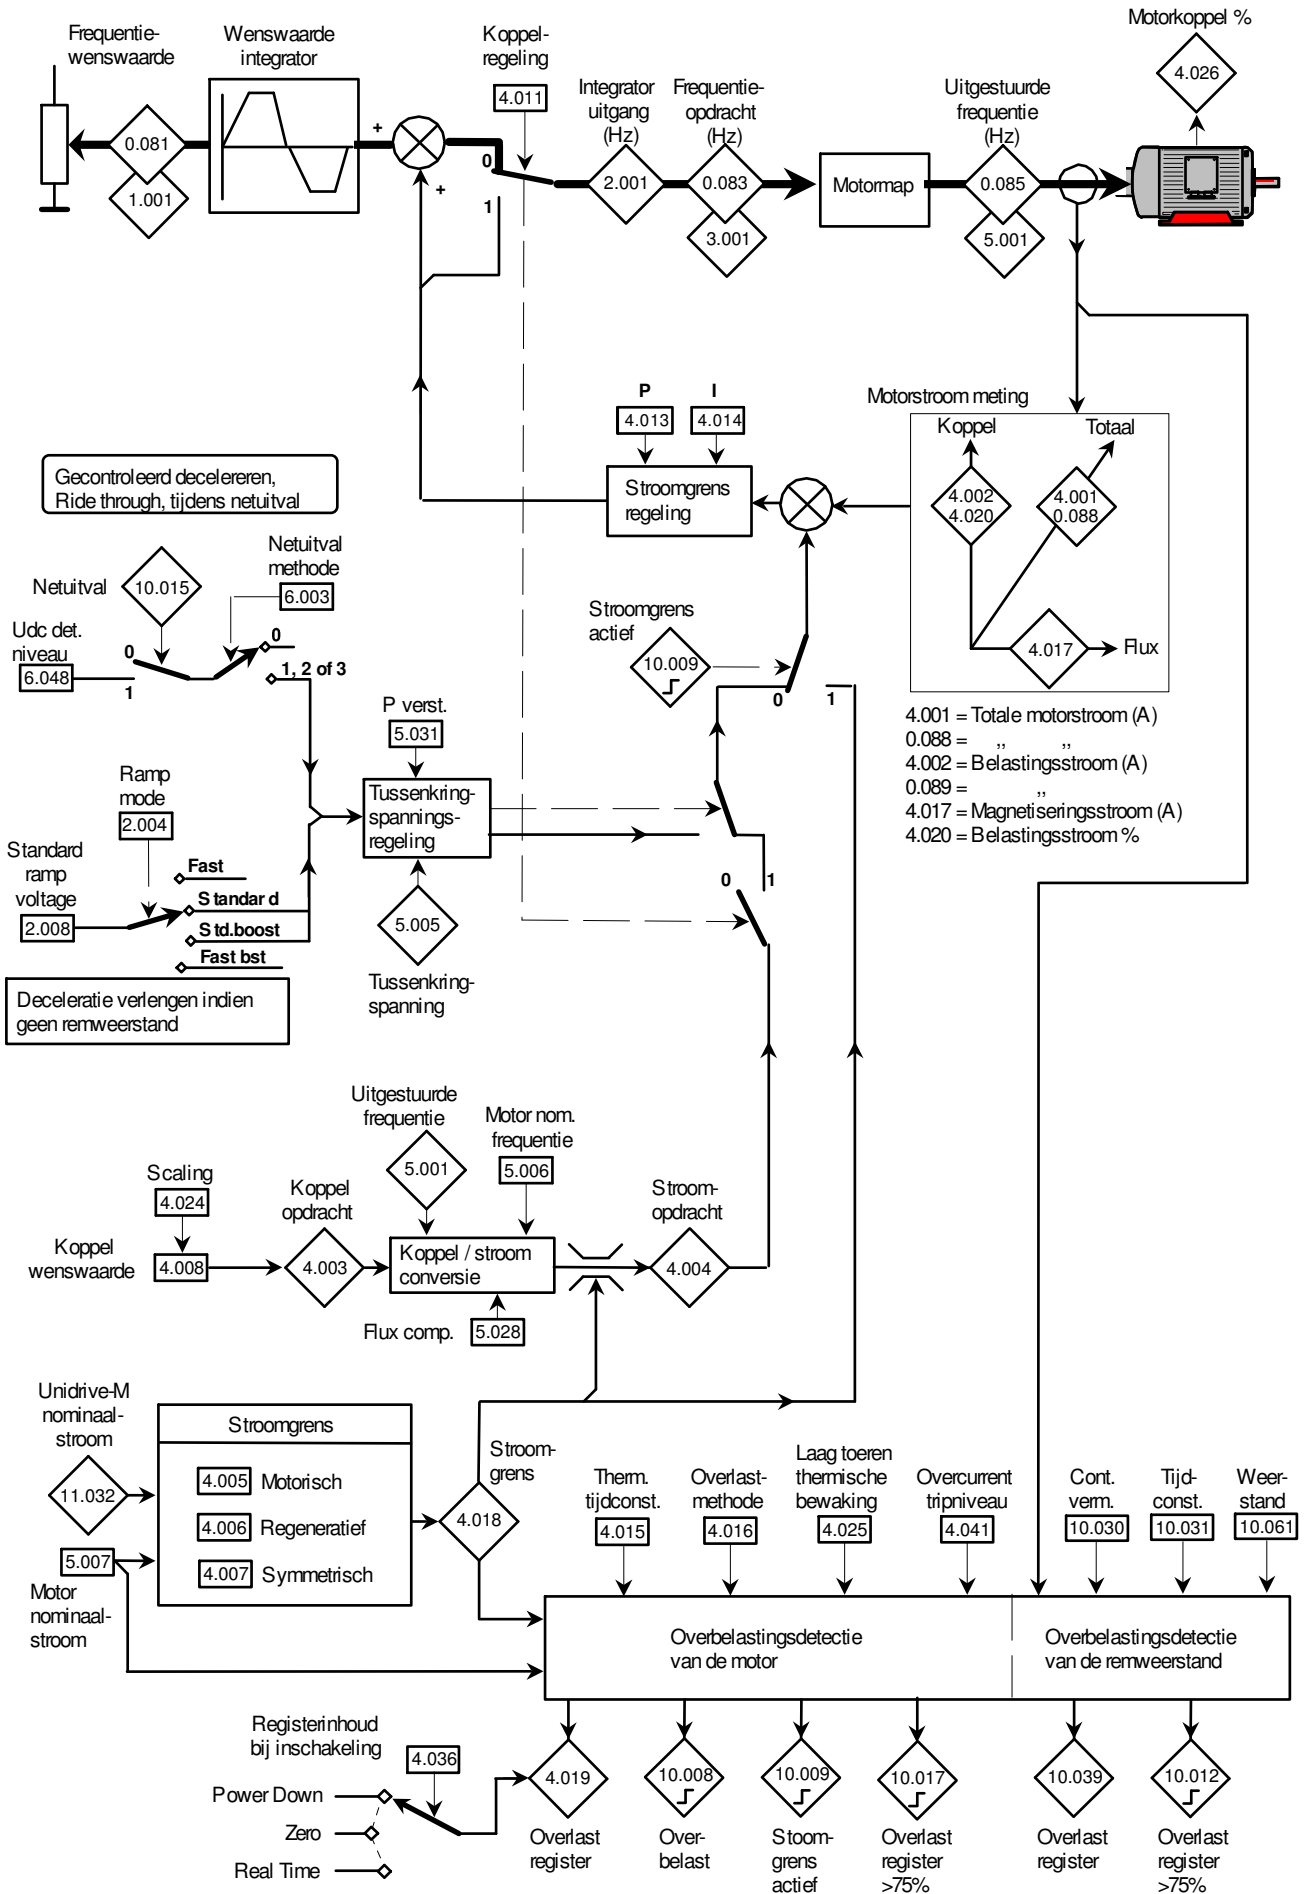 Motorkoppel %
4.026
Frequentie-
wenswaarde
Wenswaarde
integrator
Koppel-
regeling
4.011
Integrator
uitgang
(Hz)
Frequentie-
opdracht
(Hz)
Uitgestuurde
frequentie
(Hz)
0.081
1.001
+
+
0
1
2.001
0.083
3.001
Motormap
0.085
5.001
Motorstroom meting
Koppel
Totaal
4.002
4.020
4.001
0.088
4.017
Flux
P
I
4.013
4.014
Stroomgrens
regeling
Gecontroleerd decelereren,
Ride through, tijdens netuitval
Netuitval
10.015
Netuitval
methode
6.003
Udc det.
niveau
6.048
0
1
0
1, 2 of 3
Stroomgrens
actief
10.009
0
1
4.001 = Totale motorstroom (A)
0.088 = ,, ,,
4.002 = Belastingsstroom (A)
0.089 = ,,
4.017 = Magnetiseringsstroom (A)
4.020 = Belastingsstroom %
P verst.
5.031
Tussenkring-
spannings-
regeling
5.005
Tussenkring-
spanning
0
1
Ramp
mode
2.004
Standard
ramp
voltage
2.008
Fast
Standard
Std.boost
Fast bst
Deceleratie verlengen indien
geen remweerstand
Uitgestuurde
frequentie
5.001
Motor nom.
frequentie
5.006
Scaling
4.024
Koppel
wenswaarde
4.008
Koppel
opdracht
4.003
Koppel / stroom
conversie
Flux comp.
5.028
Stroom-
opdracht
4.004
Unidrive-M
nominaal-
stroom
11.032
5.007
Motor
nominaal-
stroom
Stroomgrens
4.005 Motorisch
4.006 Regeneratief
4.007 Symmetrisch
Stroom-
grens
4.018
Therm.
tijdconst.
4.015
Overlast-
methode
4.016
Laag toeren
thermische
bewaking
4.025
Overcurrent
tripniveau
4.041
Cont.
verm.
10.030
Tijd-
const.
10.031
Weer-
stand
10.061
Overbelastingsdetectie
van de motor
Overbelastingsdetectie
van de remweerstand
Registerinhoud
bij inschakeling
4.036
Power Down
Zero
Real Time
4.019
Overlast
register
10.008
Over-
belast
10.009
Stoom-
grens
actief
10.017
Overlast
register
>75%
10.039
Overlast
register
10.012
Overlast
register
>75%